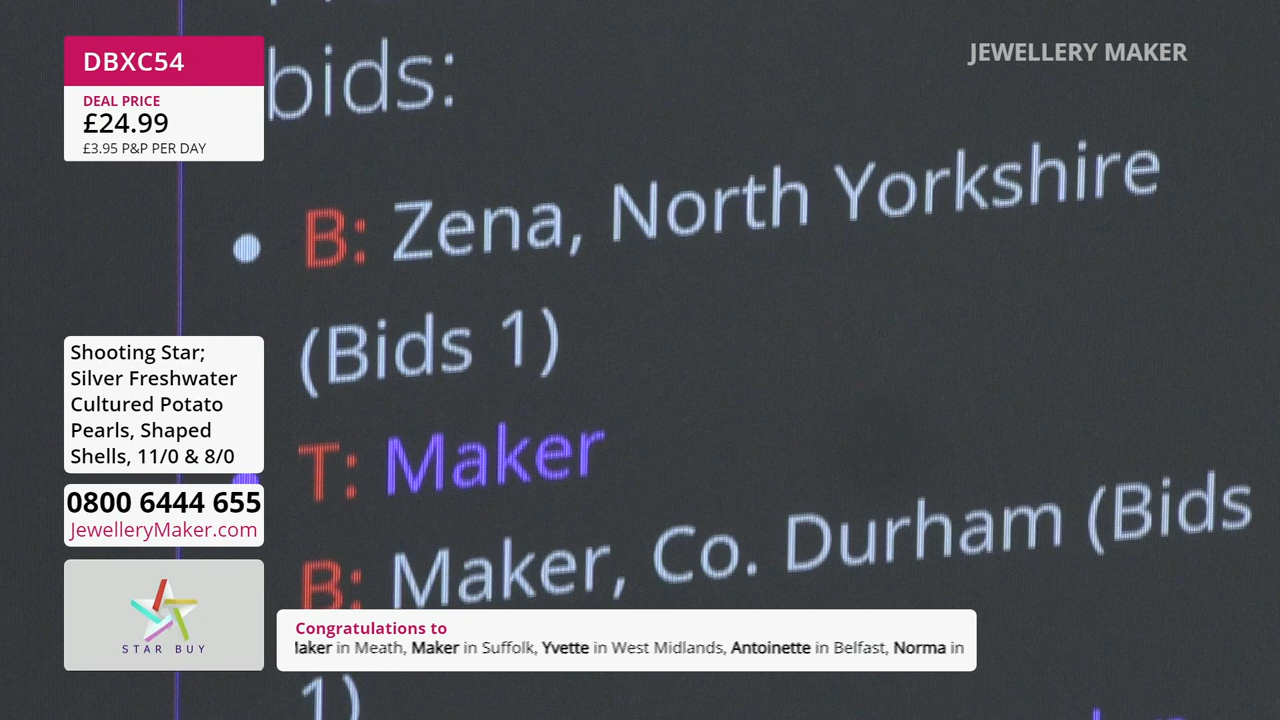 DBXC54
DEAL PRICE
£24.99
£3.95 P&P PER DAY
JEWELLERY MAKER
bids:
B: Zena, North Yorkshire
(Bids 1)
T: Maker
B: Maker, Co. Durham (Bids
1)
Shooting Star;
Silver Freshwater
Cultured Potato
Pearls, Shaped
Shells, 11/0 & 8/0
0800 6444 655
JewelleryMaker.com
STAR BUY
Congratulations to
in Meath, Maker in Suffolk, Yvette in West Midlands, Antoinette in Belfast, Norma in